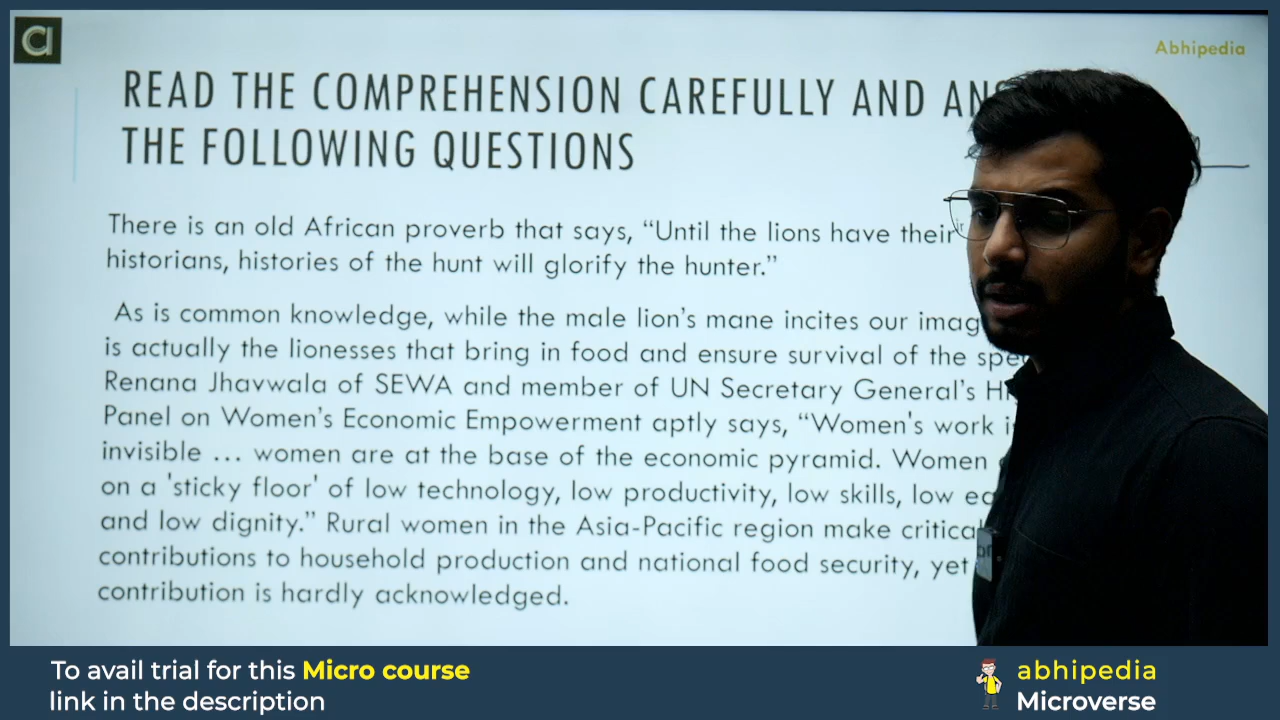 Abhipedia
READ THE COMPREHENSION CAREFULLY AND
THE FOLLOWING QUESTIONS
There is an old African proverb that says, “Until the lions have their
historians, histories of the hunt will glorify the hunter.”
As is common knowledge, while the male lion’s mane incites our
is actually the lionesses that bring in food and ensure survival of the
Renana Jhavwala of SEWA and member of UN Secretary General’s
Panel on Women’s Economic Empowerment aptly says, “Women's work
invisible ... women are at the base of the economic pyramid. Women
on a 'sticky floor' of low technology, low productivity, low skills, low
and low dignity.” Rural women in the Asia-Pacific region make
contributions to household production and national food security, yet
contribution is hardly acknowledged.
To avail trial for this Micro course
link in the description
abhipedia
Microverse